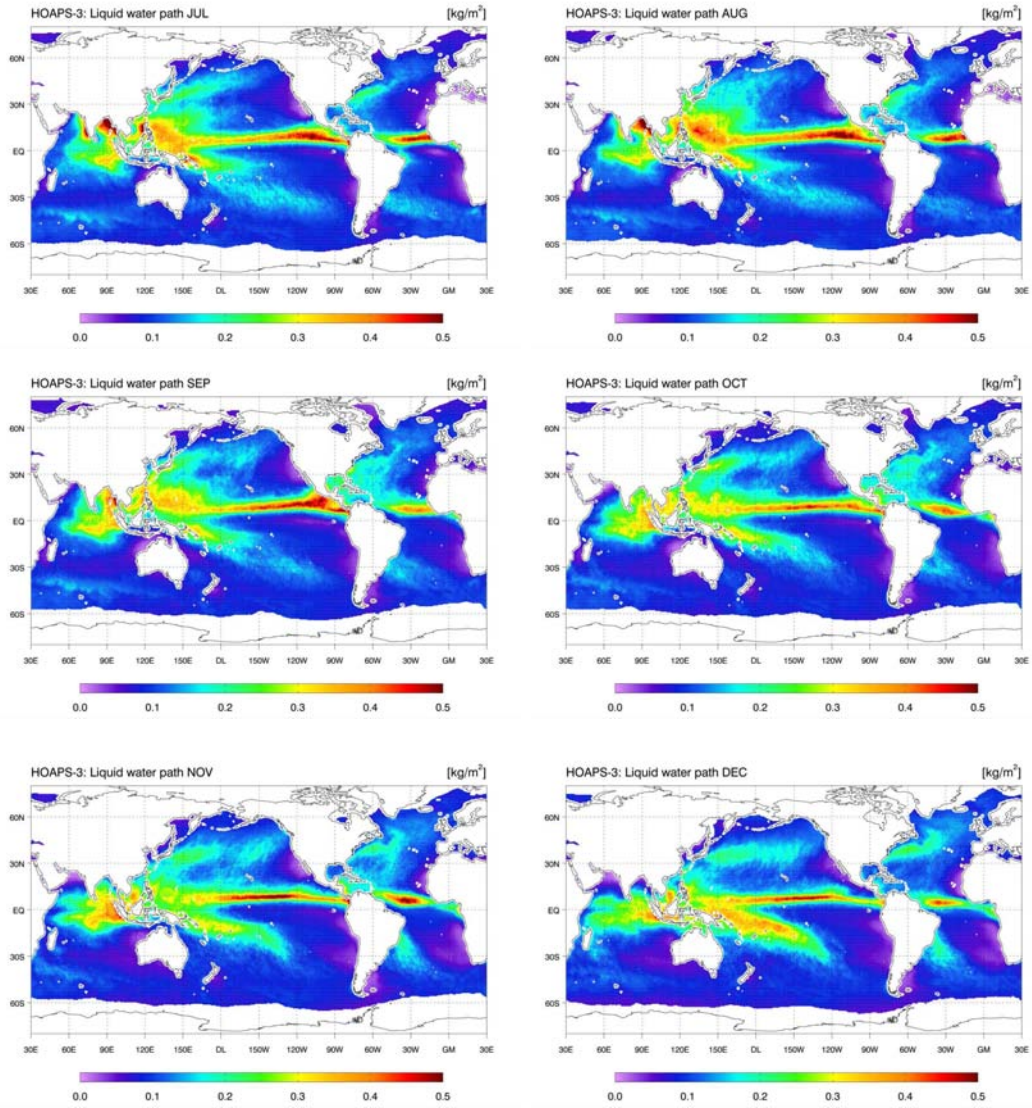 HOAPS-3: Liquid water path JUL [kg/m²] HOAPS-3: Liquid water path AUG [kg/m²]
60N 60N
30N 30N
EQ EQ
30S 30S
60S 60S
30E 60E 90E 120E 150E DL 150W 120W 90W 60W 30W GM 30E 30E 60E 90E 120E 150E DL 150W 120W 90W 60W 30W GM 30E
0.0 0.1 0.2 0.3 0.4 0.5 0.0 0.1 0.2 0.3 0.4 0.5
HOAPS-3: Liquid water path SEP [kg/m²] HOAPS-3: Liquid water path OCT [kg/m²]
60N 60N
30N 30N
EQ EQ
30S 30S
60S 60S
30E 60E 90E 120E 150E DL 150W 120W 90W 60W 30W GM 30E 30E 60E 90E 120E 150E DL 150W 120W 90W 60W 30W GM 30E
0.0 0.1 0.2 0.3 0.4 0.5 0.0 0.1 0.2 0.3 0.4 0.5
HOAPS-3: Liquid water path NOV [kg/m²] HOAPS-3: Liquid water path DEC [kg/m²]
60N 60N
30N 30N
EQ EQ
30S 30S
60S 60S
30E 60E 90E 120E 150E DL 150W 120W 90W 60W 30W GM 30E 30E 60E 90E 120E 150E DL 150W 120W 90W 60W 30W GM 30E
0.0 0.1 0.2 0.3 0.4 0.5 0.0 0.1 0.2 0.3 0.4 0.5